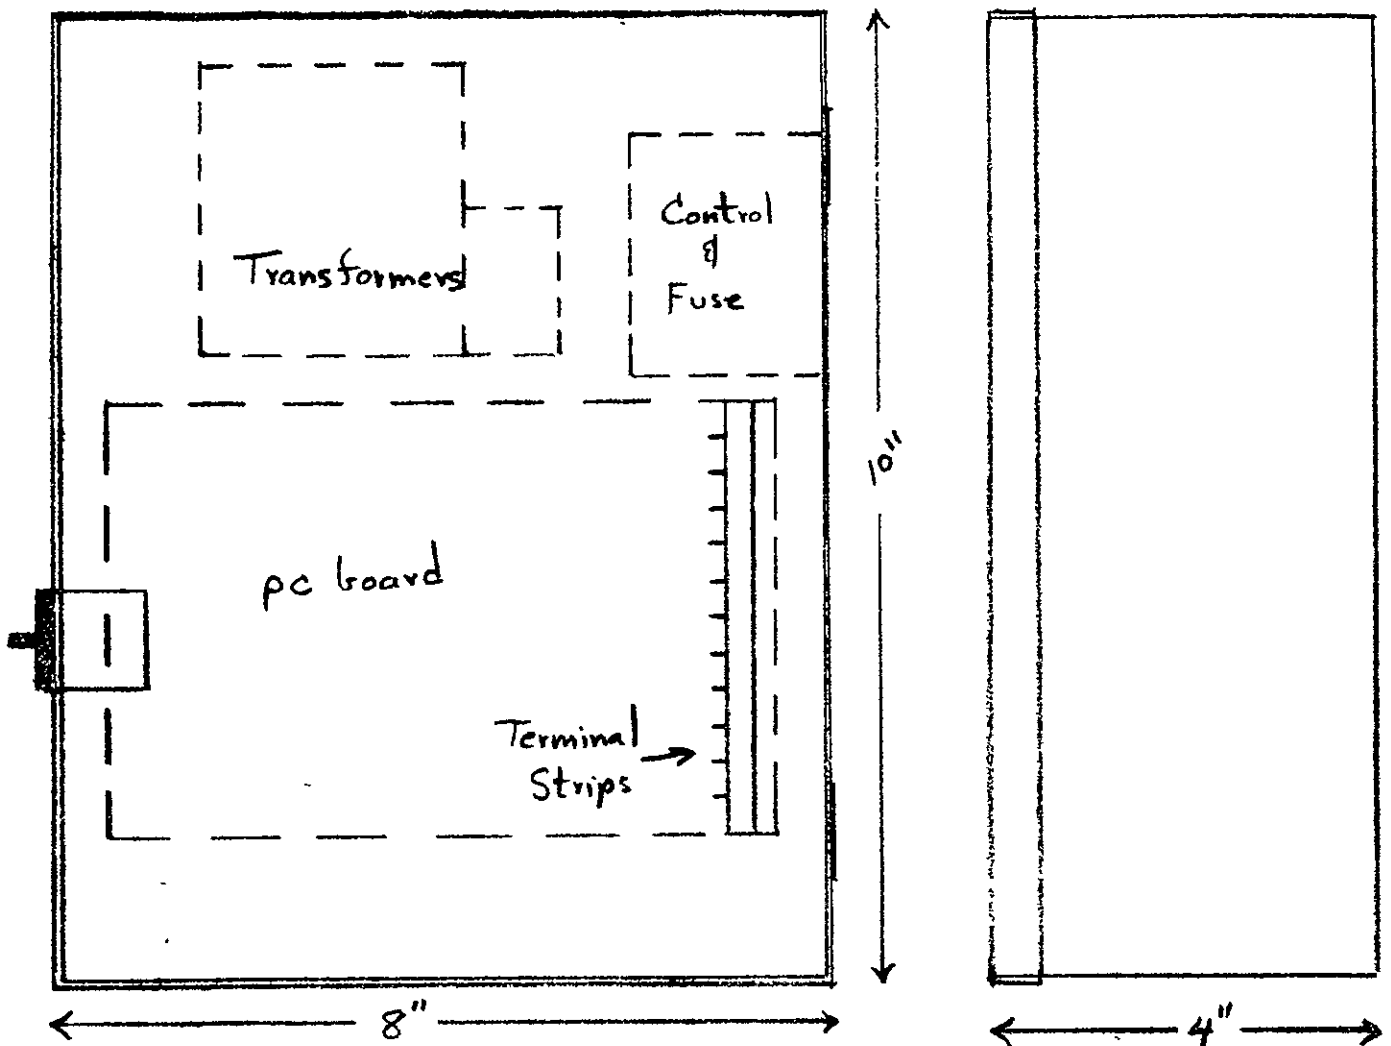 Control
&
Fuse
Transformers
10"
pc board
Terminal
Strips
8"
4"